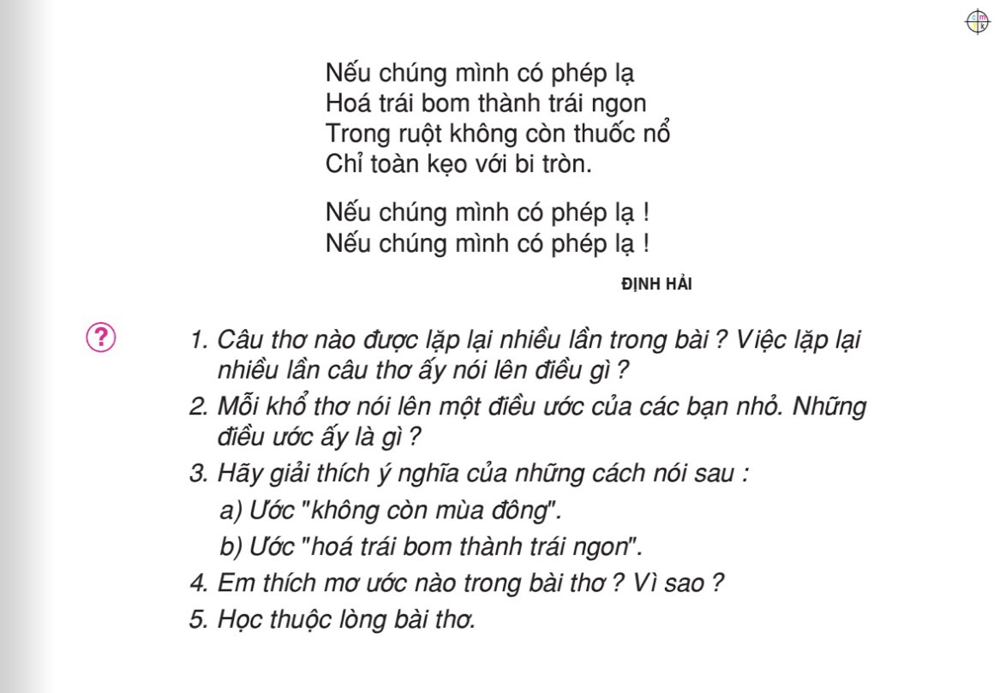 c m
y k
Nếu chúng mình có phép lạ
Hoá trái bom thành trái ngon
Trong ruột không còn thuốc nổ
Chỉ toàn kẹo với bi tròn.
Nếu chúng mình có phép lạ !
Nếu chúng mình có phép lạ !
ĐỊNH HẢI
?
1. Câu thơ nào được lặp lại nhiều lần trong bài ? Việc lặp lại
nhiều lần câu thơ ấy nói lên điều gì ?
2. Mỗi khổ thơ nói lên một điều ước của các bạn nhỏ. Những
điều ước ấy là gì ?
3. Hãy giải thích ý nghĩa của những cách nói sau :
a) Ước "không còn mùa đông".
b) Ước "hoá trái bom thành trái ngon".
4. Em thích mơ ước nào trong bài thơ ? Vì sao ?
5. Học thuộc lòng bài thơ.